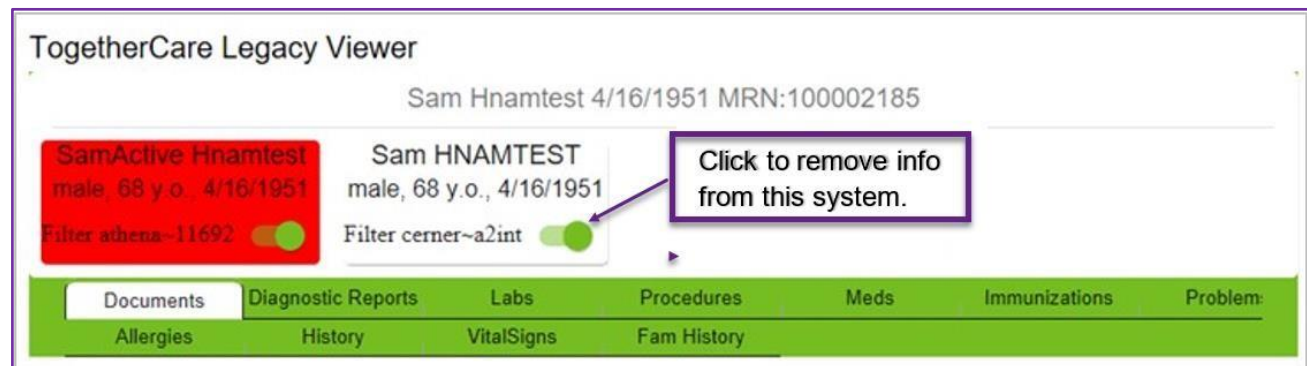 TogetherCare Legacy Viewer
Sam Hnamtest 4/16/1951 MRN:100002185
SamActive Hnamtest
male, 68 y.o., 4/16/1951
Filter athena~11692
Sam HNAMTEST
male, 68 y.o., 4/16/1951
Filter cerner~a2int
Click to remove info
from this system.
Documents Diagnostic Reports Labs Procedures Meds Immunizations Problem
Allergies History VitalSigns Fam History